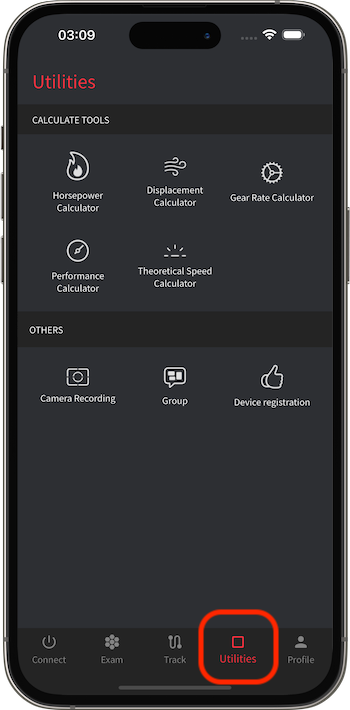 03:09
Utilities
CALCULATE TOOLS
Horsepower
Calculator
Displacement
Calculator
Gear Rate Calculator
Performance
Calculator
Theoretical Speed
Calculator
OTHERS
Camera Recording
Group
Device registration
Connect
Exam
Track
Utilities
Profile